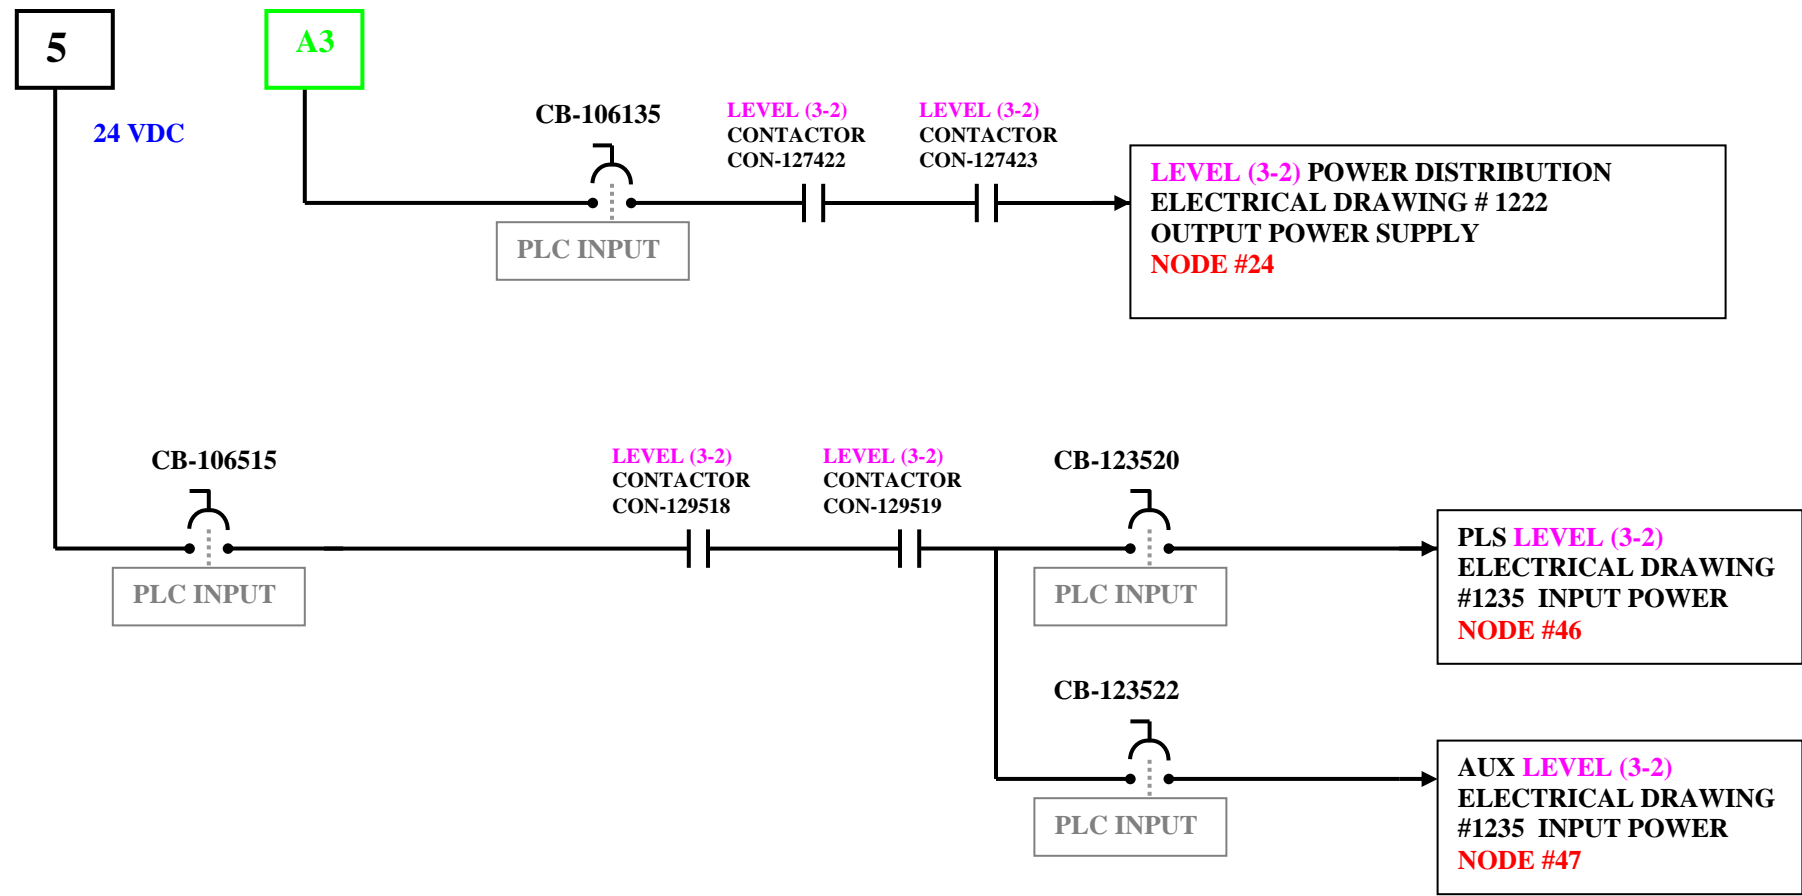 5
A3
24 VDC
CB-106135
LEVEL (3-2)
CONTACTOR
CON-127422
LEVEL (3-2)
CONTACTOR
CON-127423
PLC INPUT
LEVEL (3-2) POWER DISTRIBUTION
ELECTRICAL DRAWING # 1222
OUTPUT POWER SUPPLY
NODE #24
CB-106515
PLC INPUT
LEVEL (3-2)
CONTACTOR
CON-129518
LEVEL (3-2)
CONTACTOR
CON-129519
CB-123520
PLC INPUT
PLS LEVEL (3-2)
ELECTRICAL DRAWING
#1235 INPUT POWER
NODE #46
CB-123522
PLC INPUT
AUX LEVEL (3-2)
ELECTRICAL DRAWING
#1235 INPUT POWER
NODE #47